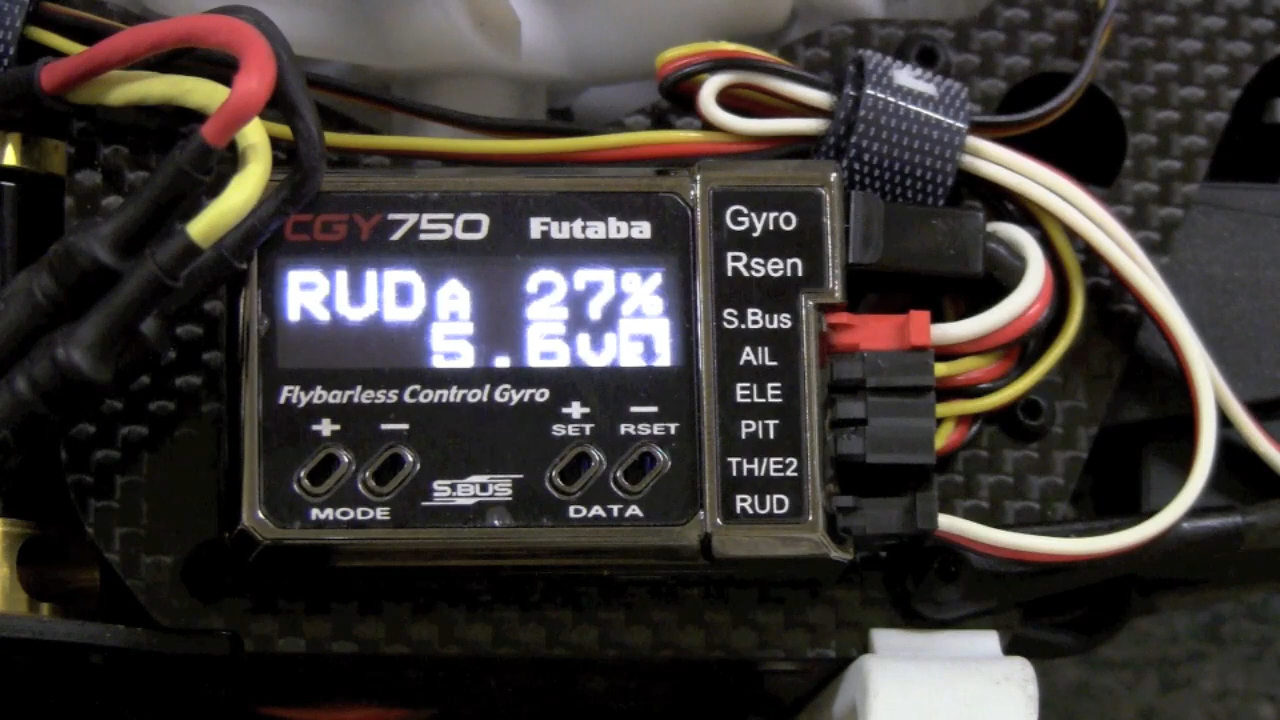 CGY750 Futaba
RUDA 27%
5.6V
Flybarless Control Gyro
+ − + −
SET RSET
S.BUS
MODE DATA
Gyro
Rsen
S.Bus
AIL
ELE
PIT
TH/E2
RUD